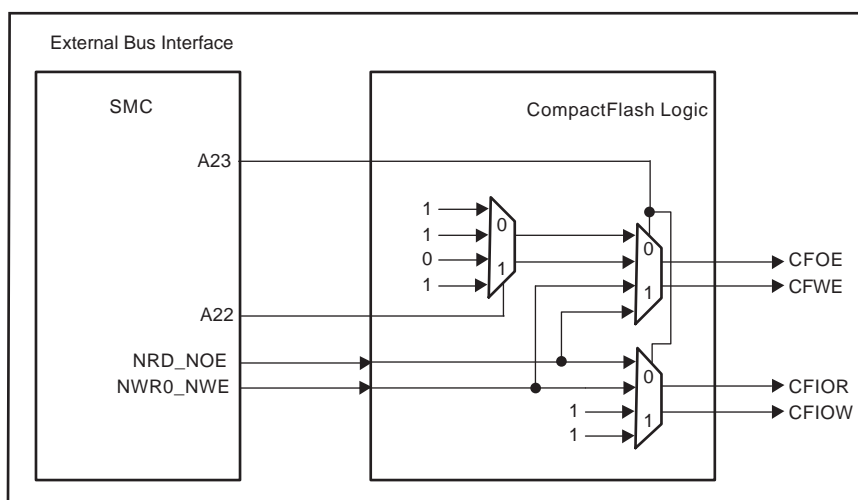 External Bus Interface
SMC
CompactFlash Logic
A23
1
1
0
1
0
1
0
1
CFOE
CFWE
A22
NRD_NOE
NWR0_NWE
0
1
1
1
CFIOR
CFIOW